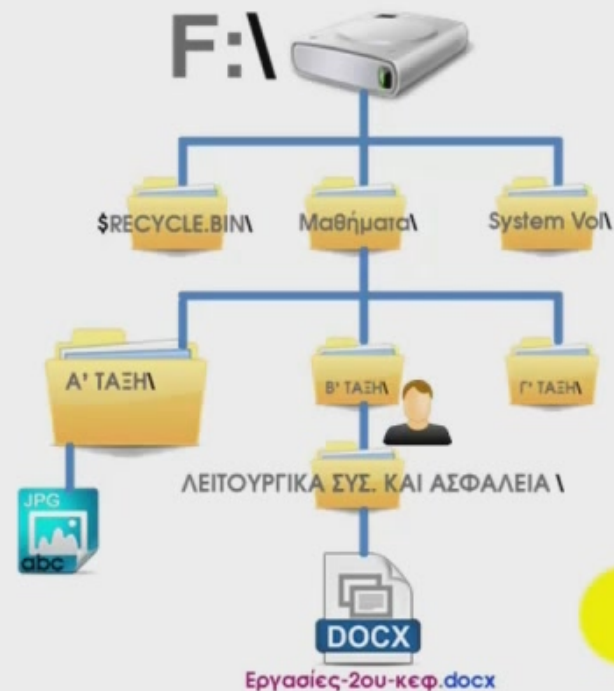 F:\
$RECYCLE.BIN\
Μαθήματα\
System Vol\
Α' ΤΑΞΗ\
Β' ΤΑΞΗ\
Γ' ΤΑΞΗ\
ΛΕΙΤΟΥΡΓΙΚΑ ΣΥΣ. ΚΑΙ ΑΣΦΑΛΕΙΑ \
JPG
abc
DOCX
Εργασίες-2ου-κεφ.docx